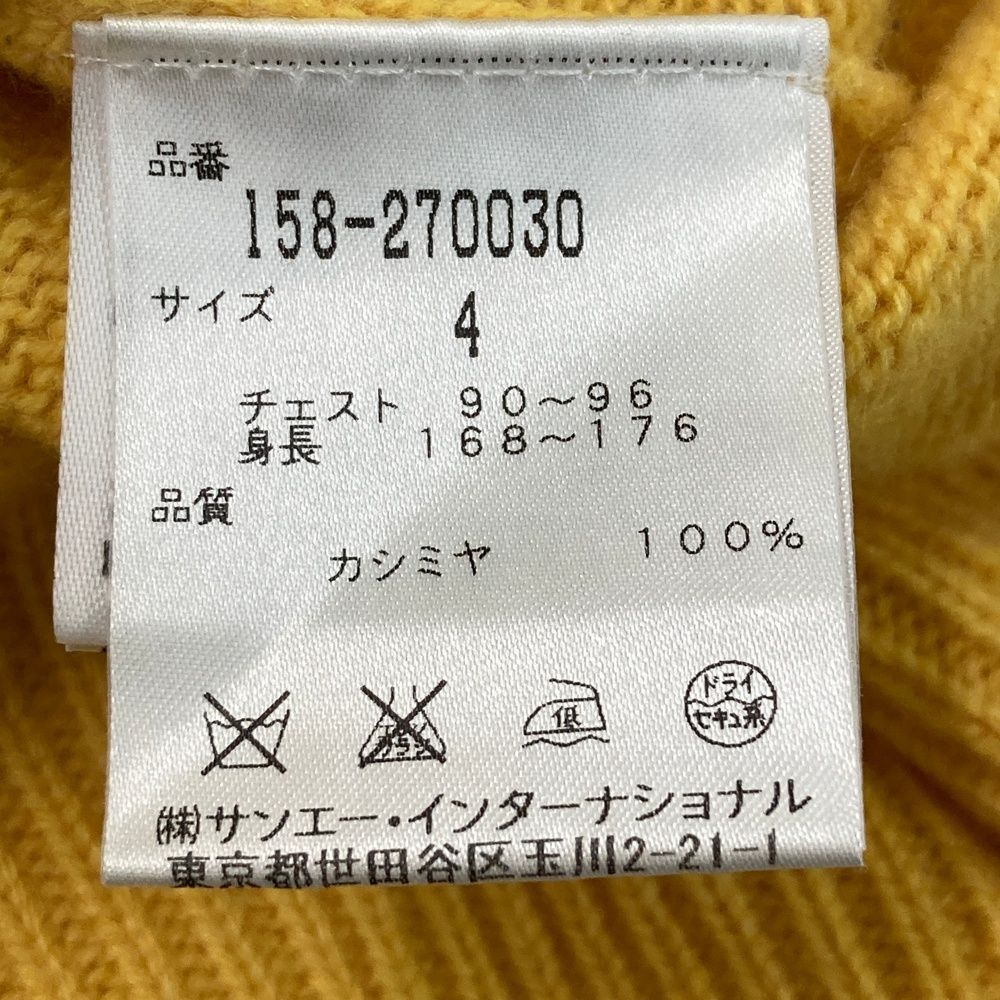 品番
158-270030
サイズ 4
チェスト 90～96
身長 168～176
品質
カシミヤ 100%
低
ドライ
セキュ系
(株)サンエー・インターナショナル
東京都世田谷区玉川2-21-1